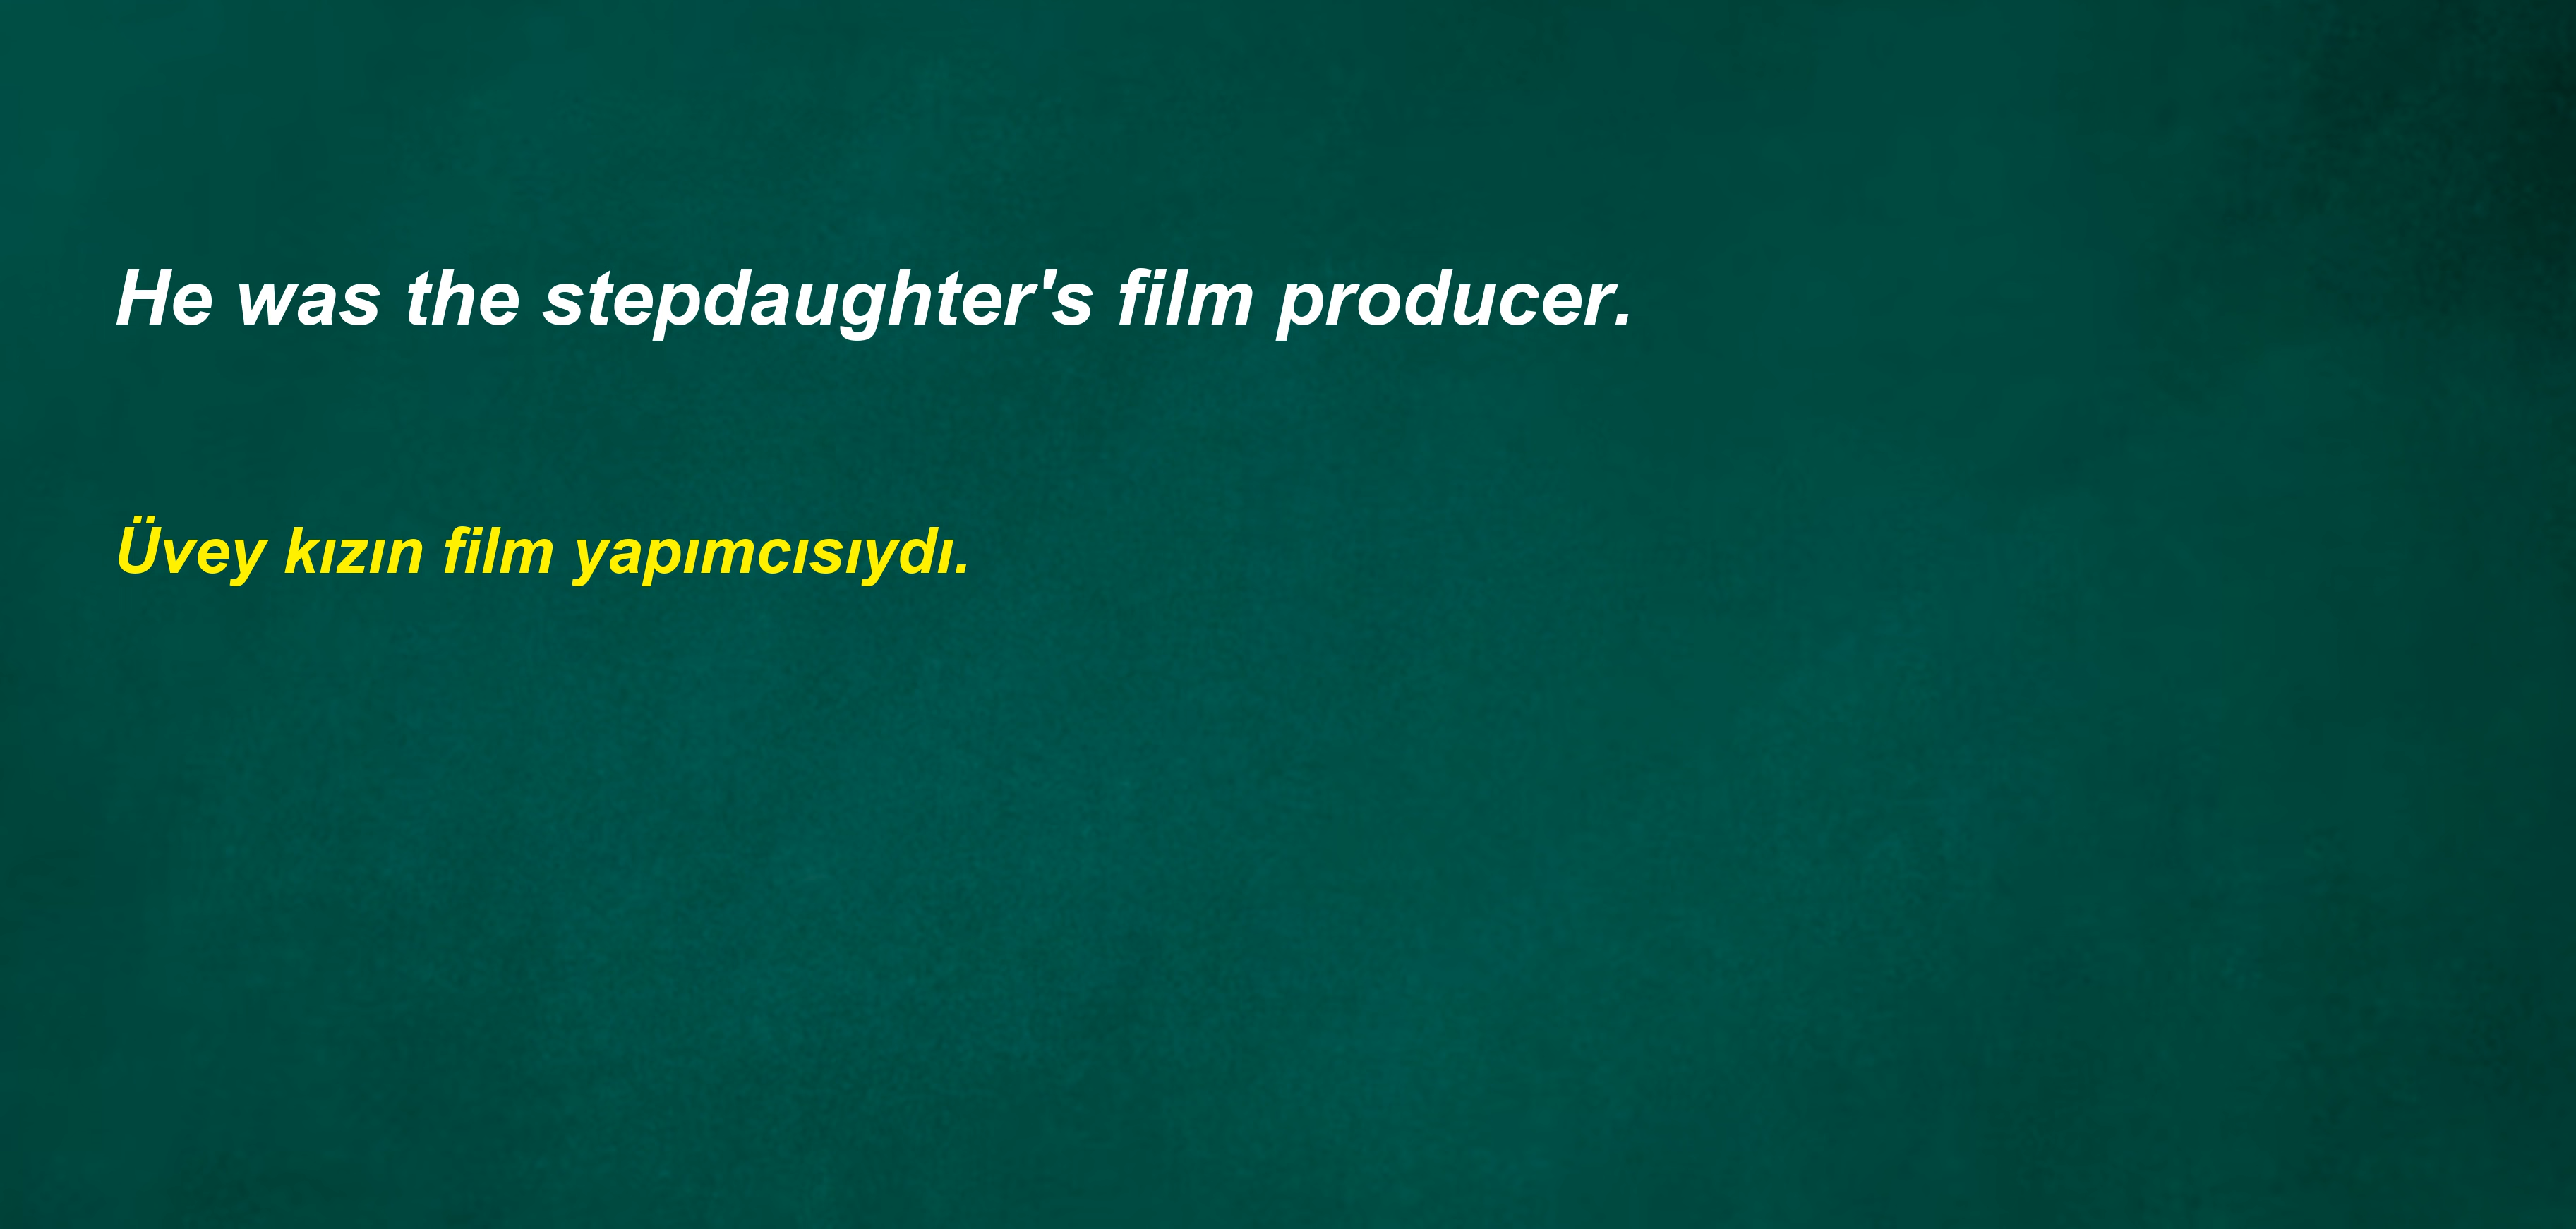 He was the stepdaughter's film producer.
Üvey kızın film yapımcısıydı.